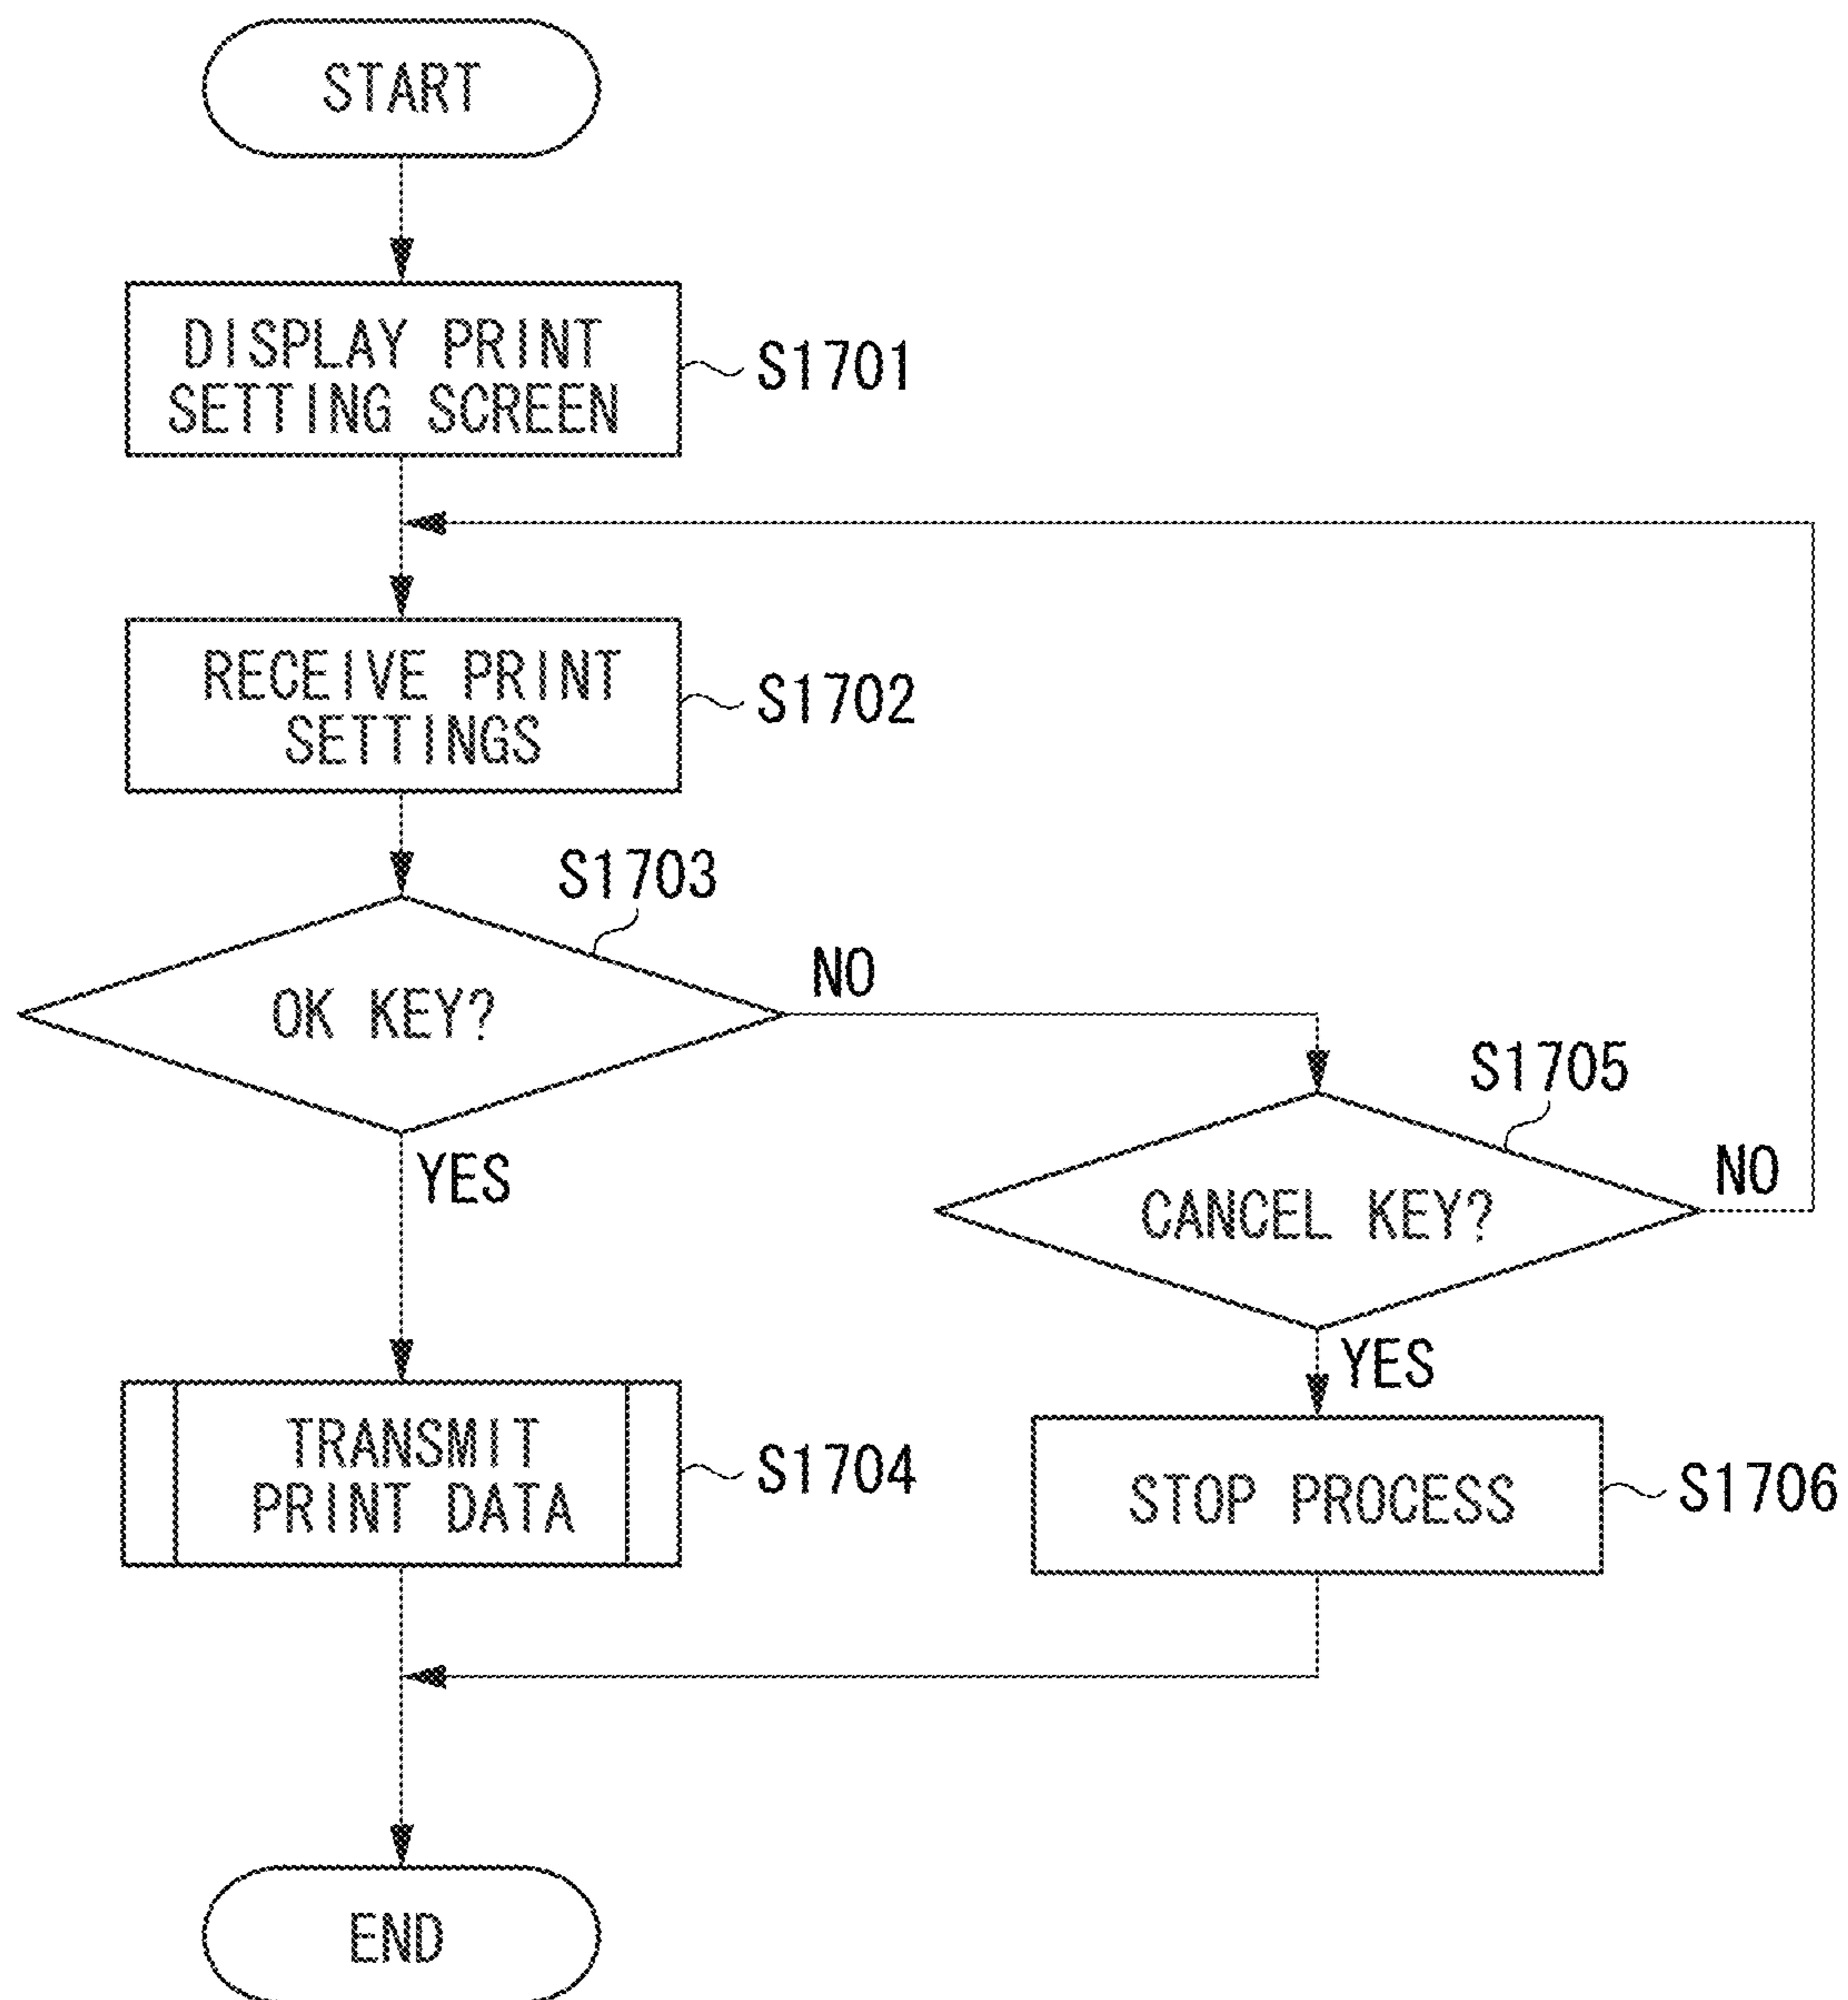 START
DISPLAY PRINT
SETTING SCREEN
S1701
RECEIVE PRINT
SETTINGS
S1702
S1703
OK KEY?
NO
YES
S1705
CANCEL KEY?
NO
YES
TRANSMIT
PRINT DATA
S1704
STOP PROCESS
S1706
END